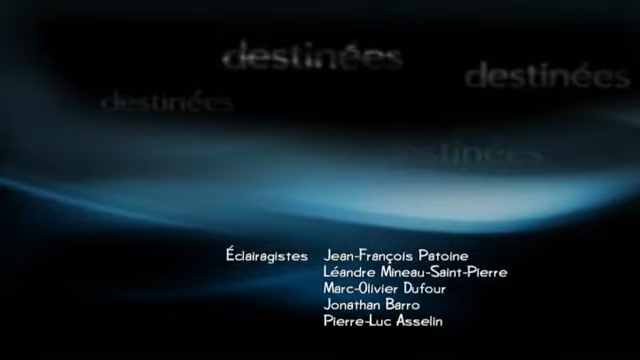 destinées
destinées
destinées
stinées
Éclairagistes Jean-François Patoine
Léandre Mineau-Saint-Pierre
Marc-Olivier Dufour
Jonathan Barro
Pierre-Luc Asselin